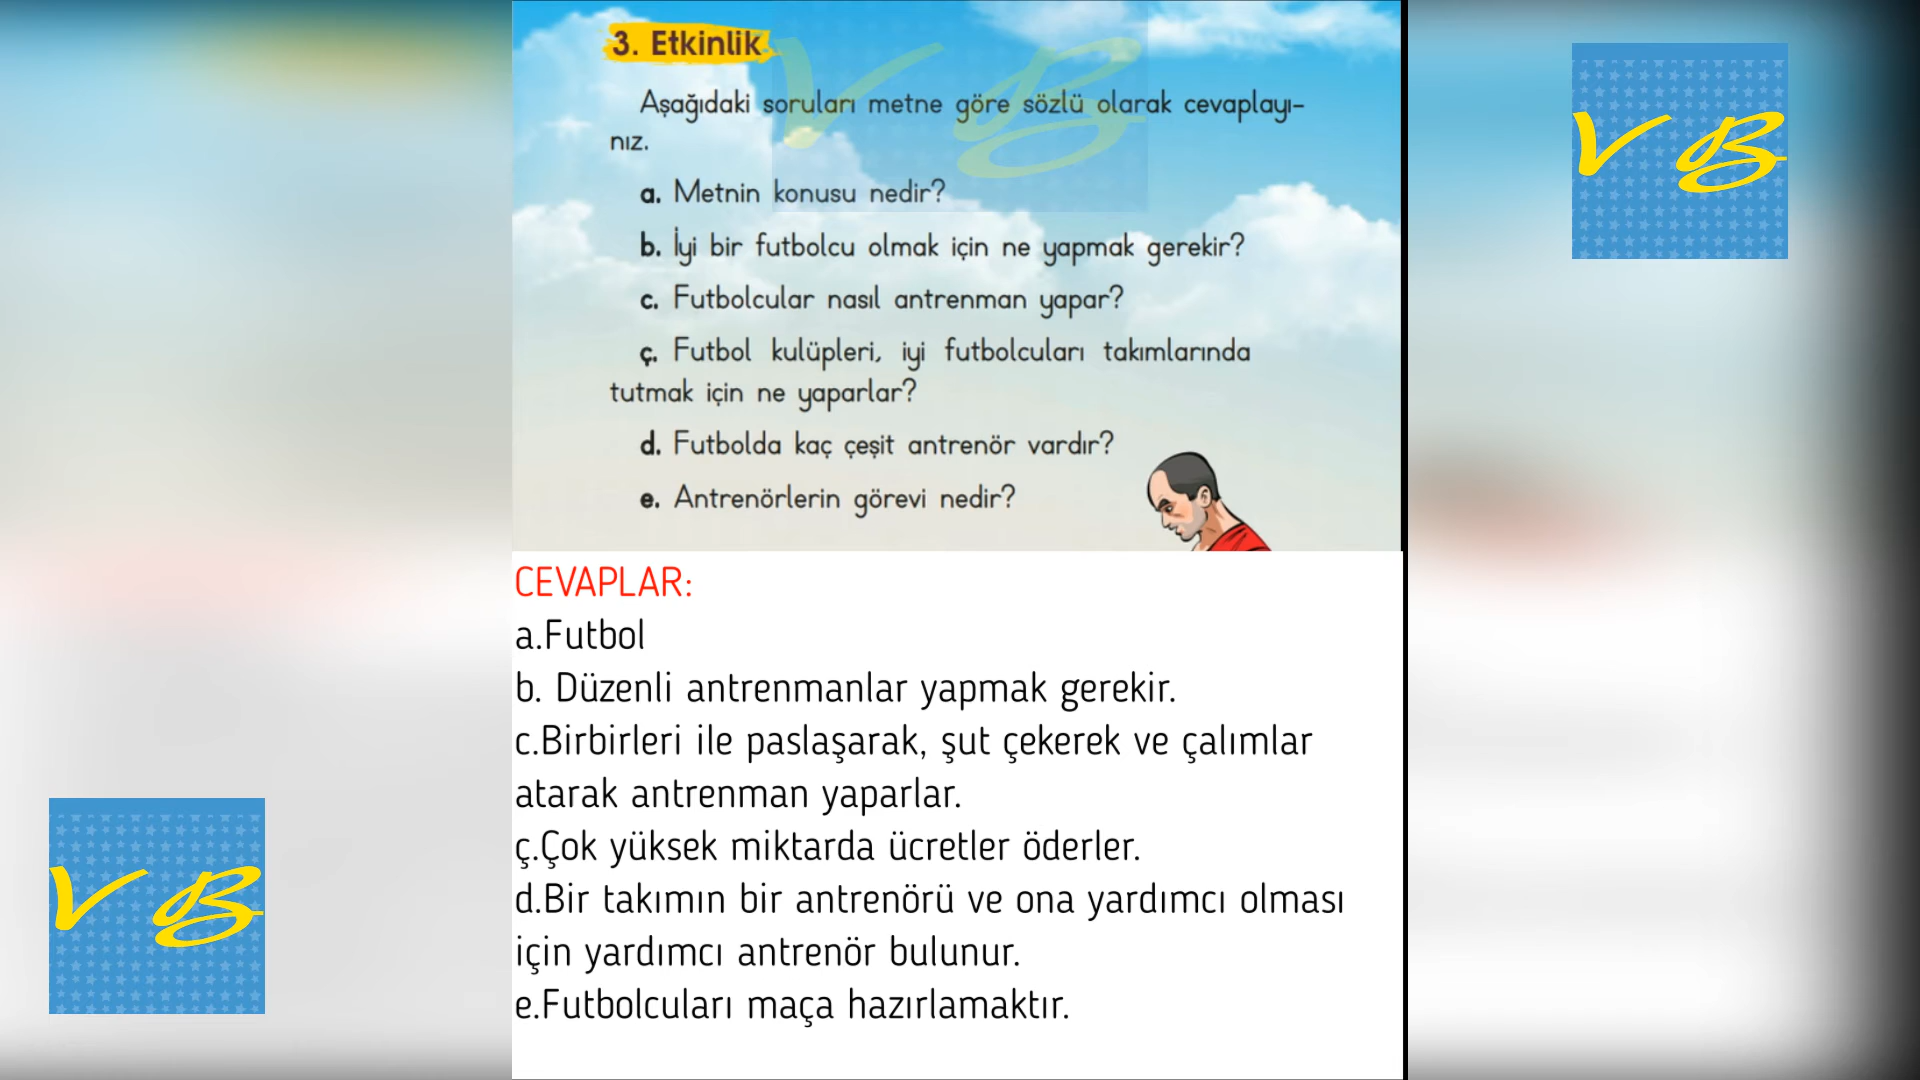 3. Etkinlik
Aşağıdaki soruları metne göre sözlü olarak cevaplayı-
nız.
a. Metnin konusu nedir?
b. İyi bir futbolcu olmak için ne yapmak gerekir?
c. Futbolcular nasıl antrenman yapar?
ç. Futbol kulüpleri, iyi futbolcuları takımlarında
tutmak için ne yaparlar?
d. Futbolda kaç çeşit antrenör vardır?
e. Antrenörlerin görevi nedir?
CEVAPLAR:
a.Futbol
b. Düzenli antrenmanlar yapmak gerekir.
c.Birbirleri ile paslaşarak, şut çekerek ve çalımlar
atarak antrenman yaparlar.
ç.Çok yüksek miktarda ücretler öderler.
d.Bir takımın bir antrenörü ve ona yardımcı olması
için yardımcı antrenör bulunur.
e.Futbolcuları maça hazırlamaktır.
V B
V B
V B